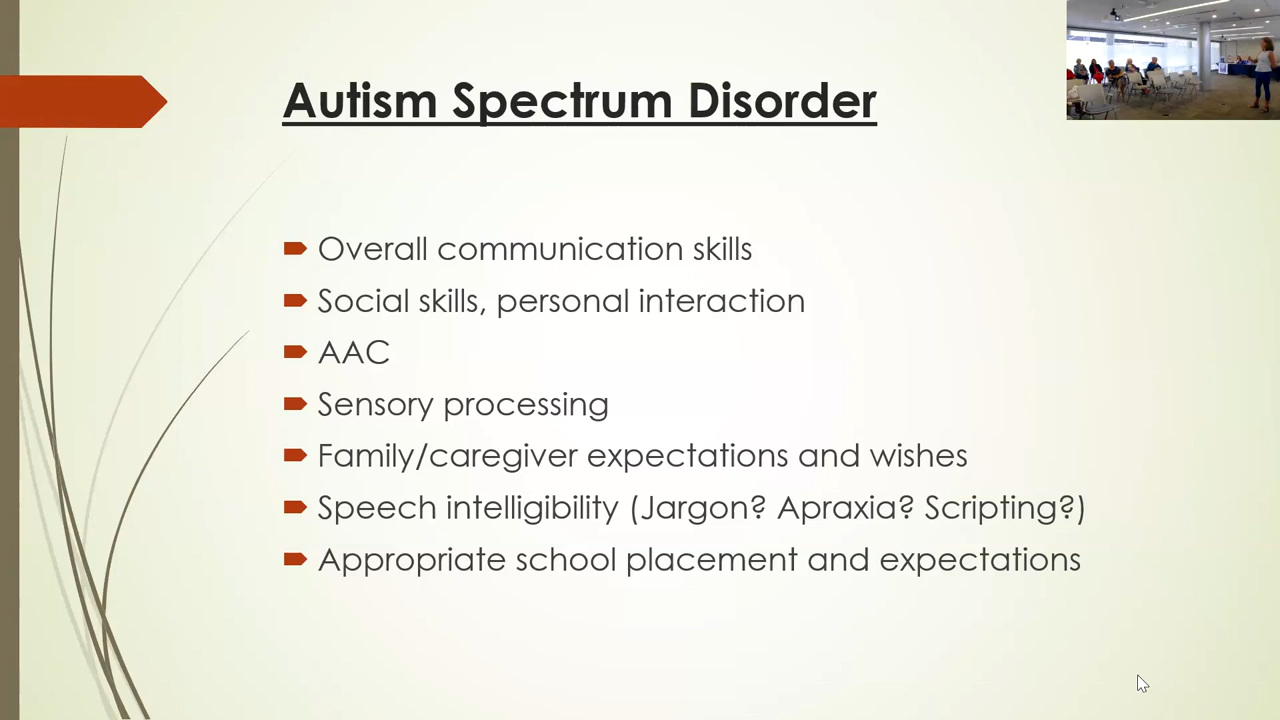 Autism Spectrum Disorder
Overall communication skills
Social skills, personal interaction
AAC
Sensory processing
Family/caregiver expectations and wishes
Speech intelligibility (Jargon? Apraxia? Scripting?)
Appropriate school placement and expectations